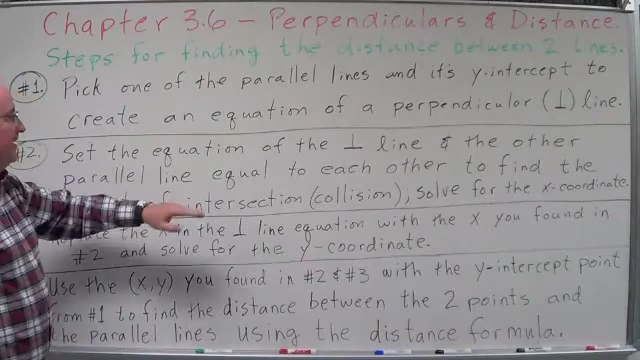 Chapter 3.6 – Perpendiculars & Distance.
Steps for finding the distance between 2 lines.
#1. Pick one of the parallel lines and it's y-intercept to
create an equation of a perpendicular (⊥) line.
#2. Set the equation of the ⊥ line & the other
parallel line equal to each other to find the
intersection (collision); solve for the x-coordinate.
the x in the ⊥ line equation with the x you found in
#2 and solve for the y-coordinate.
Use the (x,y) you found in #2 & #3 with the y-intercept point
from #1 to find the distance between the 2 points and
the parallel lines using the distance formula.